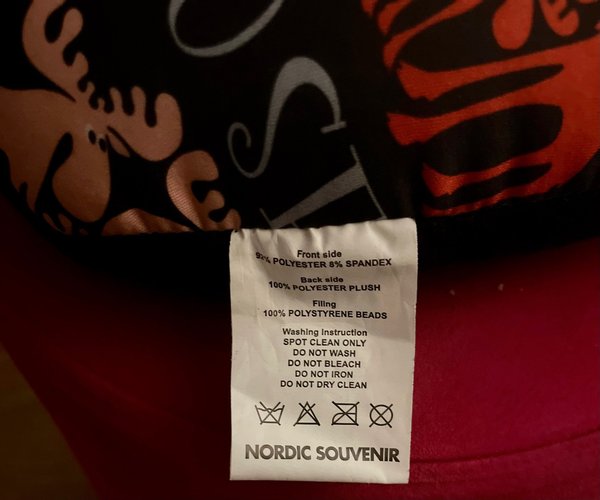 Front side
92% POLYESTER 8% SPANDEX
Back side
100% POLYESTER PLUSH
Filing
100% POLYSTYRENE BEADS
Washing instruction
SPOT CLEAN ONLY
DO NOT WASH
DO NOT BLEACH
DO NOT IRON
DO NOT DRY CLEAN
NORDIC SOUVENIR